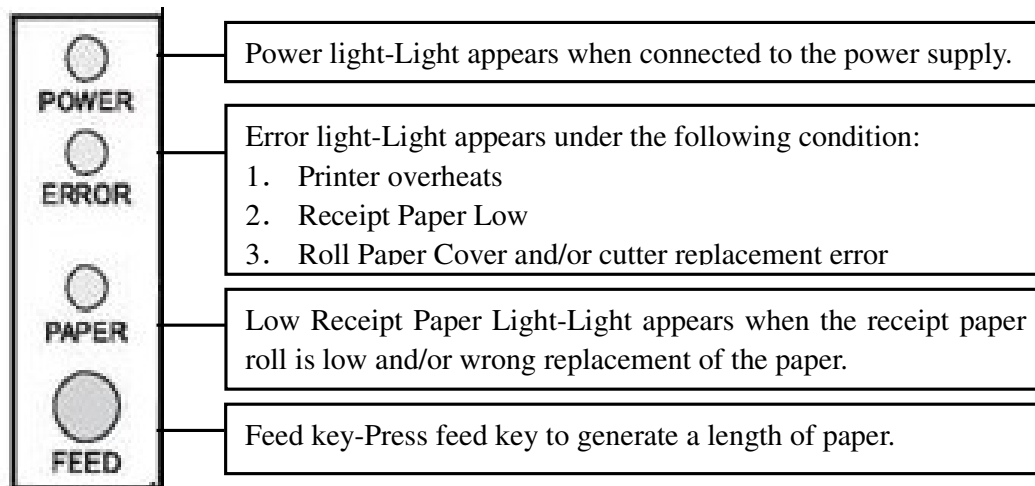 POWER
Power light-Light appears when connected to the power supply.
ERROR
Error light-Light appears under the following condition:
1. Printer overheats
2. Receipt Paper Low
3. Roll Paper Cover and/or cutter replacement error
PAPER
Low Receipt Paper Light-Light appears when the receipt paper
roll is low and/or wrong replacement of the paper.
FEED
Feed key-Press feed key to generate a length of paper.